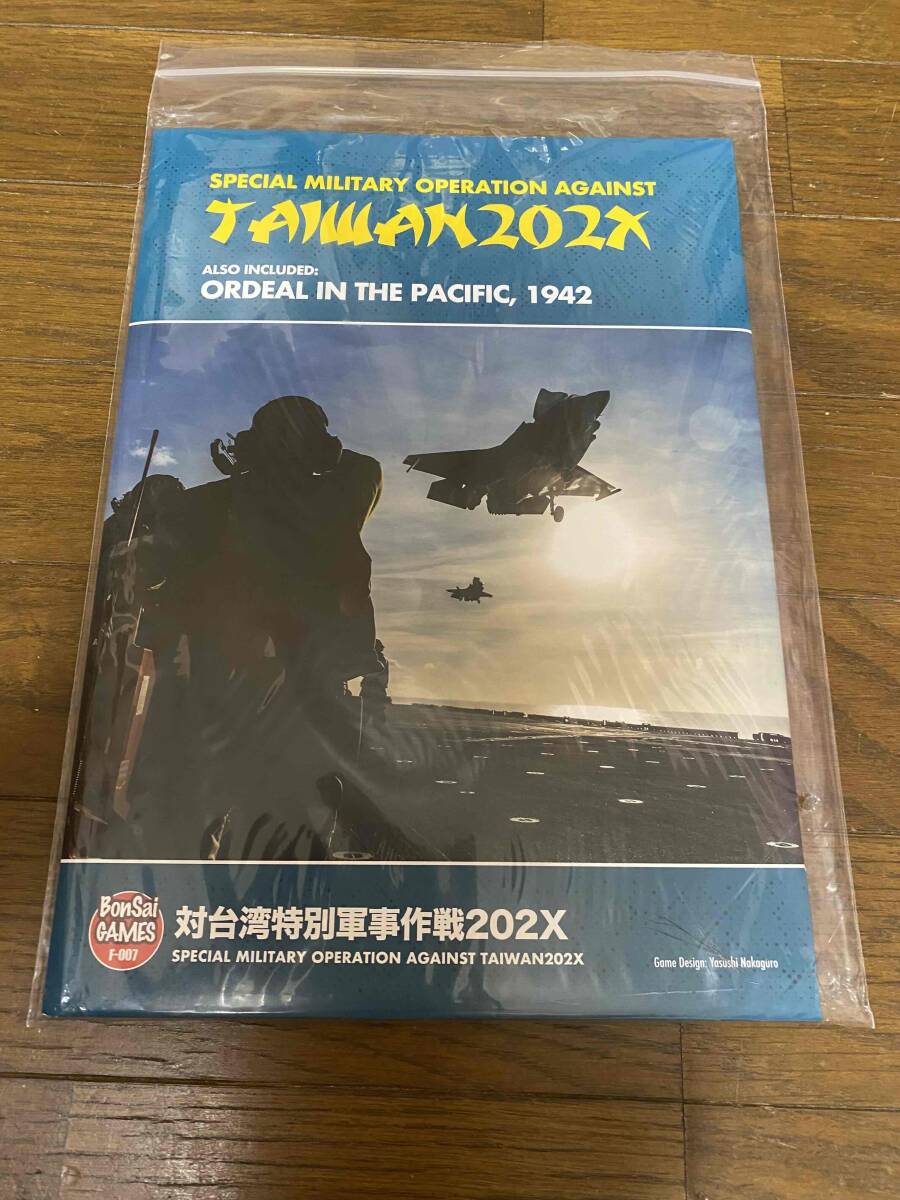 SPECIAL MILITARY OPERATION AGAINST
TAIWAN202X
ALSO INCLUDED:
ORDEAL IN THE PACIFIC, 1942
BonSai
GAMES
F-007
対台湾特別軍事作戦202X
SPECIAL MILITARY OPERATION AGAINST TAIWAN202X
Game Design: Yasushi Nakaguro